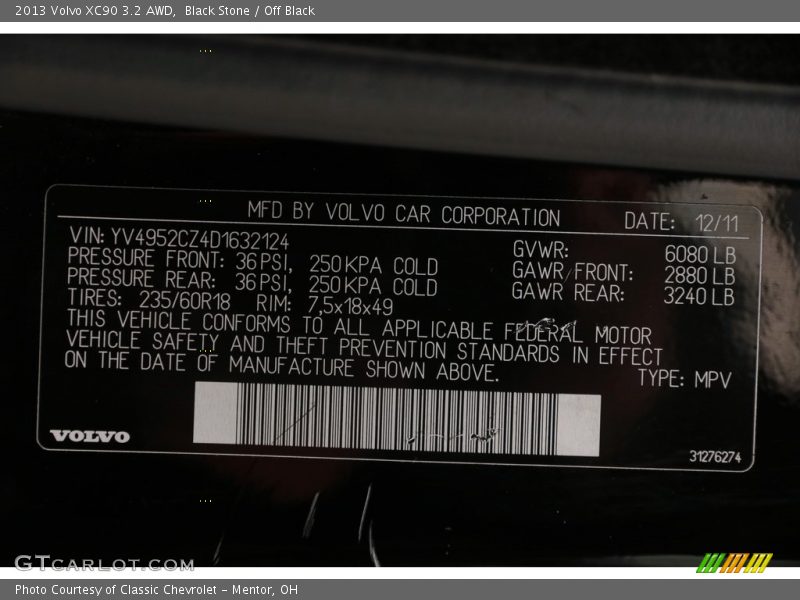 2013 Volvo XC90 3.2 AWD,  Black Stone / Off Black
MFD BY VOLVO CAR CORPORATION DATE: 12/11
VIN: YV4952CZ4D1632124 GVWR: 6080 LB
PRESSURE FRONT: 36 PSI, 250 KPA COLD GAWR FRONT: 2880 LB
PRESSURE REAR: 36 PSI, 250 KPA COLD GAWR REAR: 3240 LB
TIRES: 235/60R18 RIM: 7,5x18x49
THIS VEHICLE CONFORMS TO ALL APPLICABLE FEDERAL MOTOR
VEHICLE SAFETY AND THEFT PREVENTION STANDARDS IN EFFECT
ON THE DATE OF MANUFACTURE SHOWN ABOVE. TYPE: MPV
VOLVO 31276274
GTCARLOT.COM
Photo Courtesy of Classic Chevrolet - Mentor, OH